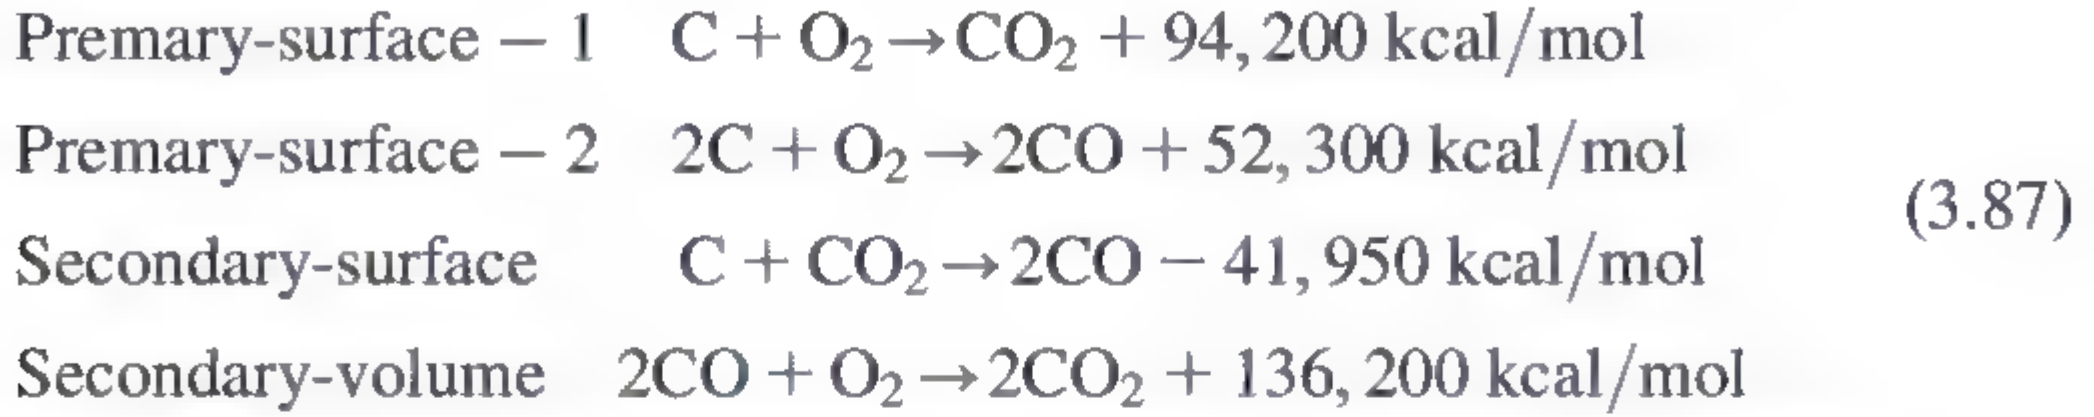 Premary-surface − 1 C + O₂ → CO₂ + 94, 200 kcal/mol
Premary-surface − 2 2C + O₂ → 2CO + 52, 300 kcal/mol
(3.87)
Secondary-surface C + CO₂ → 2CO − 41, 950 kcal/mol
Secondary-volume 2CO + O₂ → 2CO₂ + 136, 200 kcal/mol